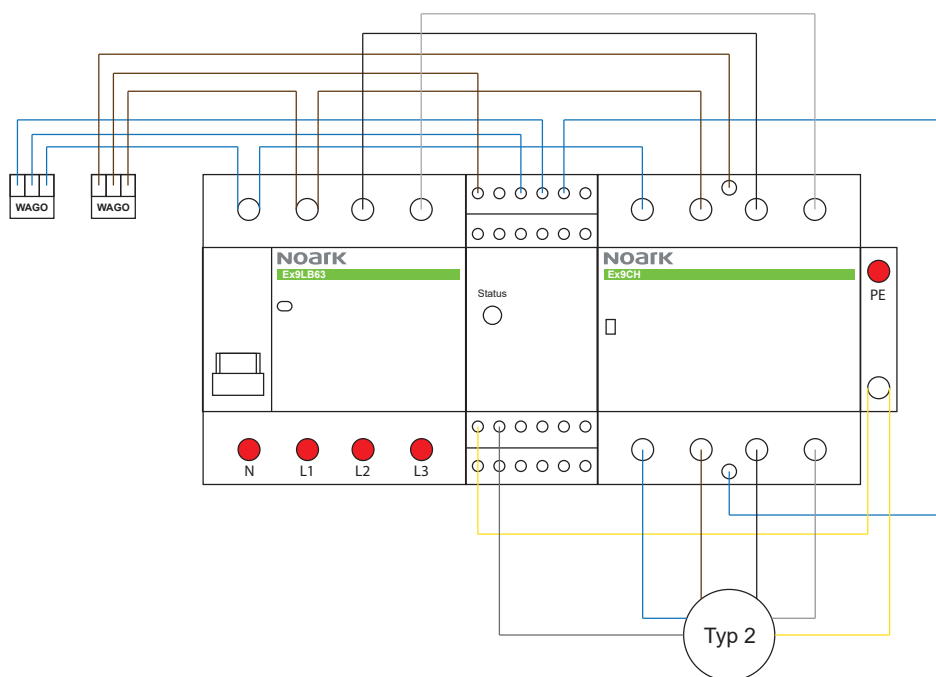 WAGO
WAGO
NOARK
Ex9LB63
NOARK
Ex9CH
Status
PE
N
L1
L2
L3
Typ 2